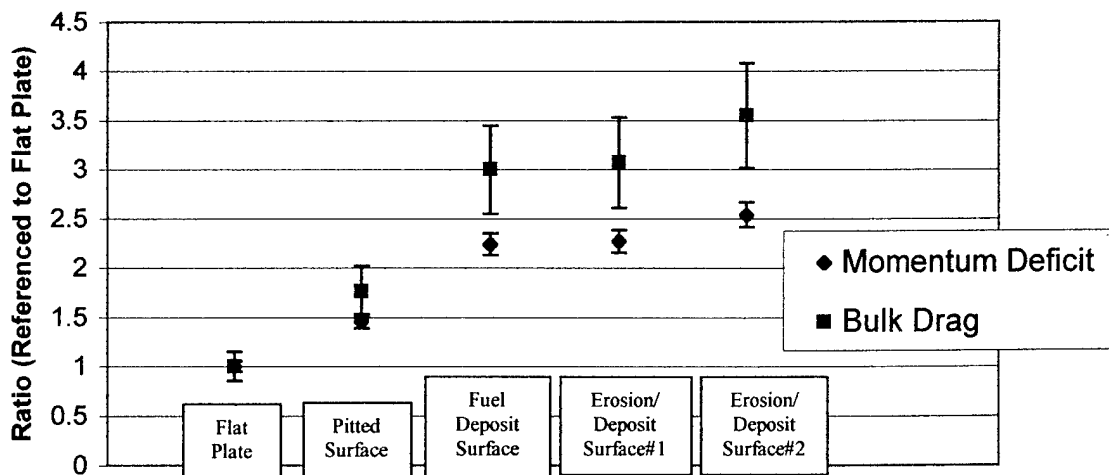 4.5
4
3.5
3
2.5
2
1.5
1
0.5
0
Ratio (Referenced to Flat Plate)
Flat
Plate
Pitted
Surface
Fuel
Deposit
Surface
Erosion/
Deposit
Surface#1
Erosion/
Deposit
Surface#2
Momentum Deficit
Bulk Drag